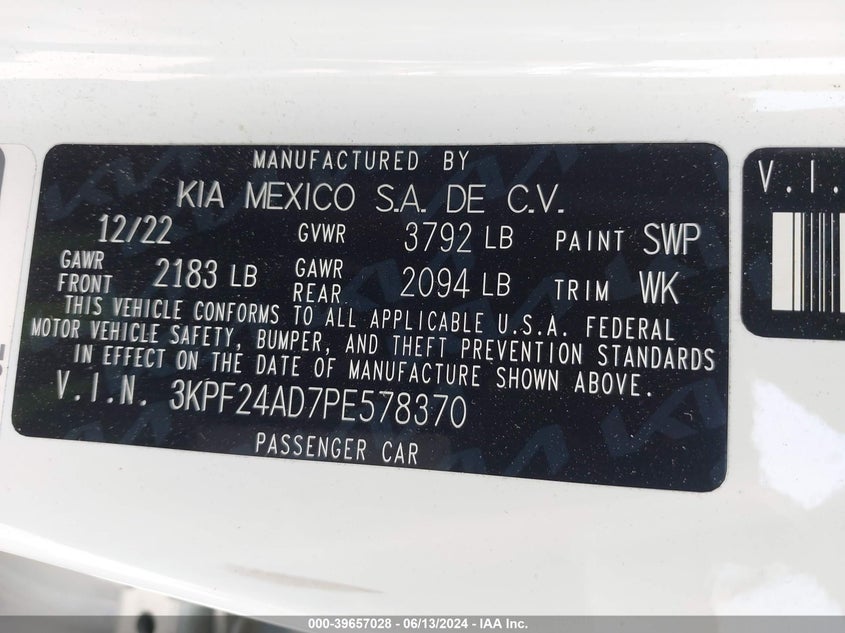 MANUFACTURED BY
KIA MEXICO S.A. DE C.V.
12/22 GVWR 3792 LB PAINT SWP
GAWR FRONT 2183 LB GAWR REAR 2094 LB TRIM WK
THIS VEHICLE CONFORMS TO ALL APPLICABLE U.S.A. FEDERAL
MOTOR VEHICLE SAFETY, BUMPER, AND THEFT PREVENTION STANDARDS
IN EFFECT ON THE DATE OF MANUFACTURE SHOWN ABOVE.
V.I.N. 3KPF24AD7PE578370
PASSENGER CAR
V.I.
000-39657028 - 06/13/2024 - IAA Inc.